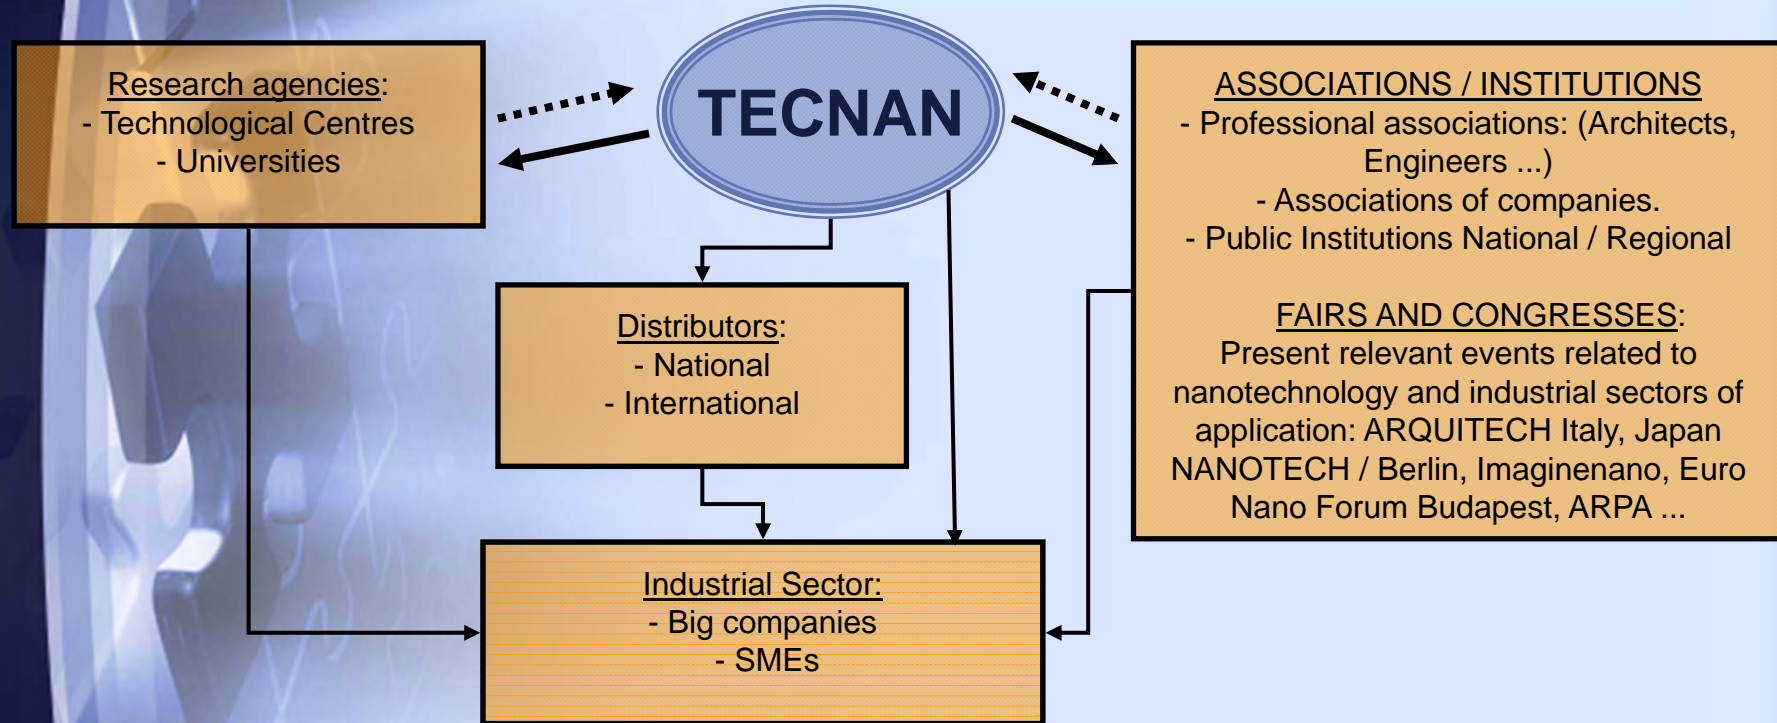 TECNAN
Research agencies:
- Technological Centres
- Universities
ASSOCIATIONS / INSTITUTIONS
- Professional associations: (Architects,
Engineers ...)
- Associations of companies.
- Public Institutions National / Regional
FAIRS AND CONGRESSES:
Present relevant events related to
nanotechnology and industrial sectors of
application: ARQUITECH Italy, Japan
NANOTECH / Berlin, Imaginenano, Euro
Nano Forum Budapest, ARPA ...
Distributors:
- National
- International
Industrial Sector:
- Big companies
- SMEs